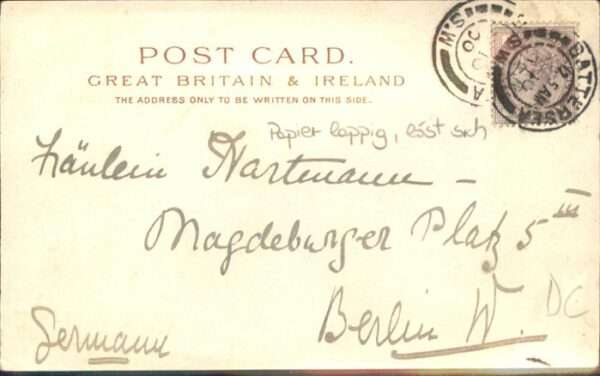 POST CARD.
GREAT BRITAIN & IRELAND
THE ADDRESS ONLY TO BE WRITTEN ON THIS SIDE.
BATTERSEA S.W.
Papier lappig, löst sich
Fräulein Hartmann –
Magdeburger Platz 5 III
Berlin W.
Germany
DC